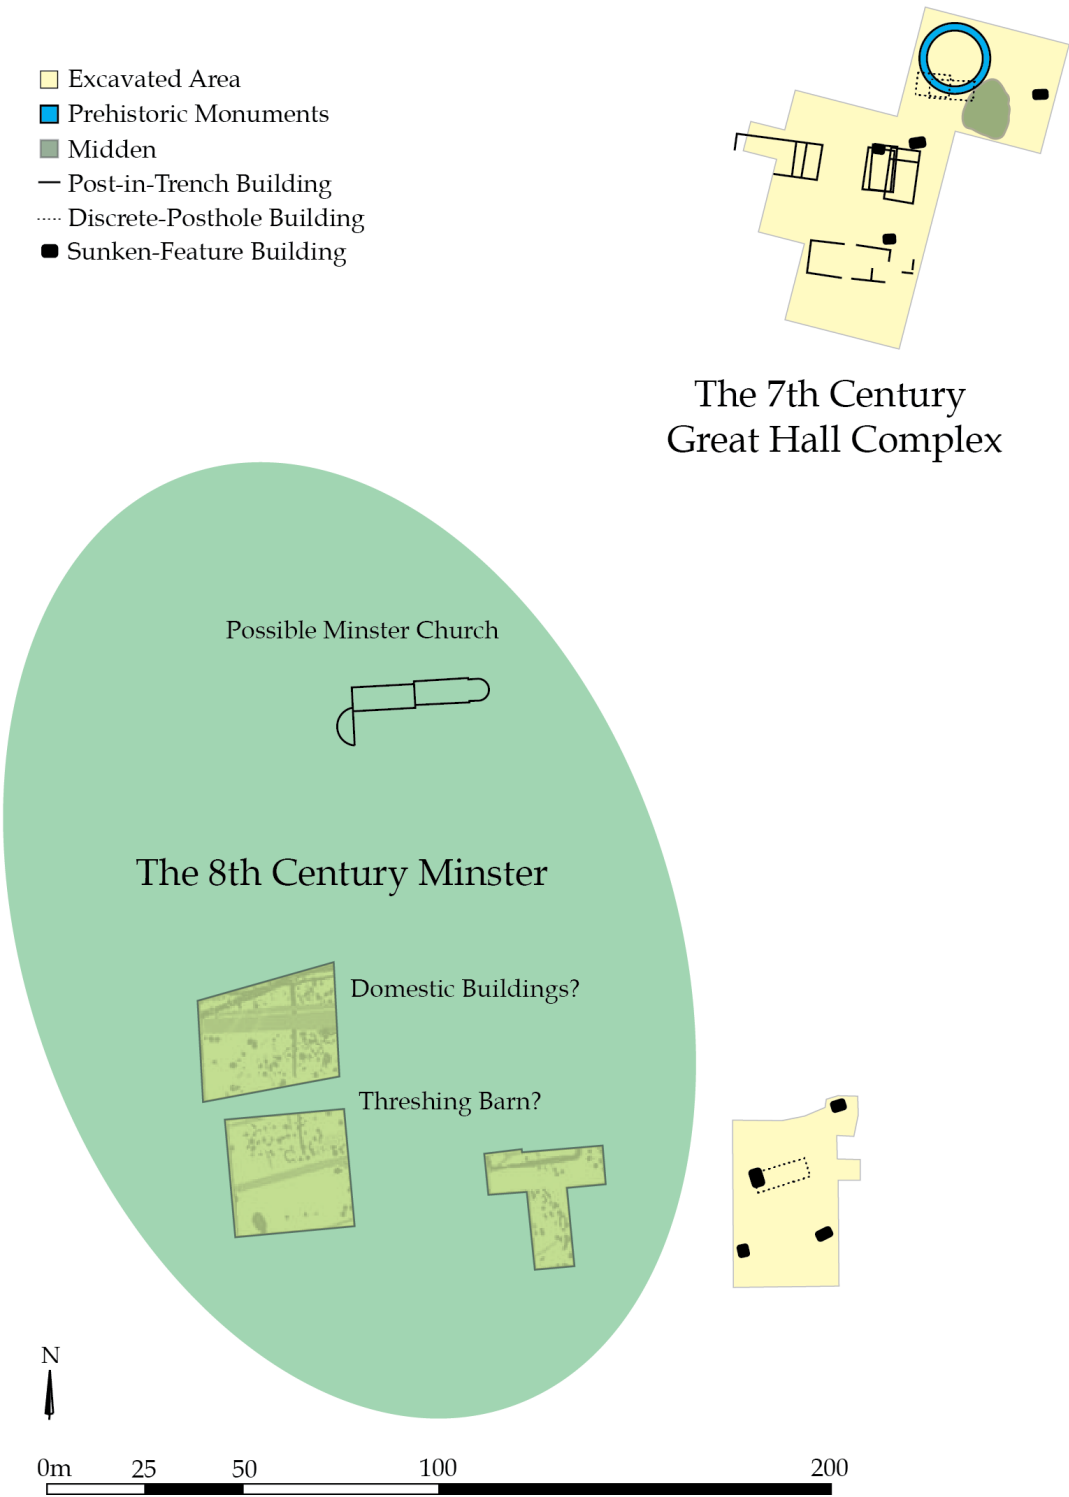 Excavated Area
Prehistoric Monuments
Midden
Post-in-Trench Building
Discrete-Posthole Building
Sunken-Feature Building
The 7th Century
Great Hall Complex
Possible Minster Church
The 8th Century Minster
Domestic Buildings?
Threshing Barn?
N
0m 25 50 100 200